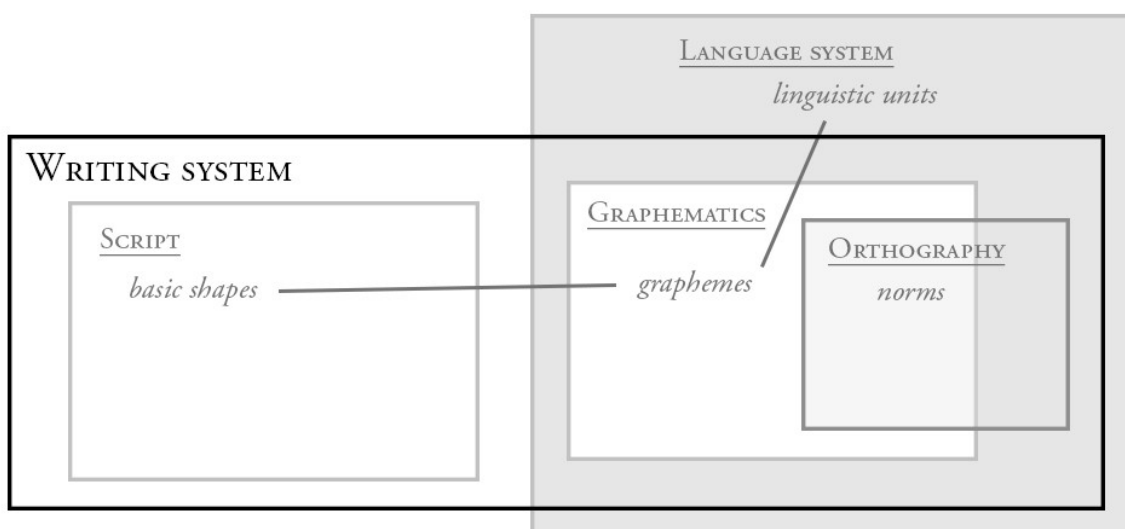 Language system
linguistic units
Writing system
Script
basic shapes
Graphematics
graphemes
Orthography
norms